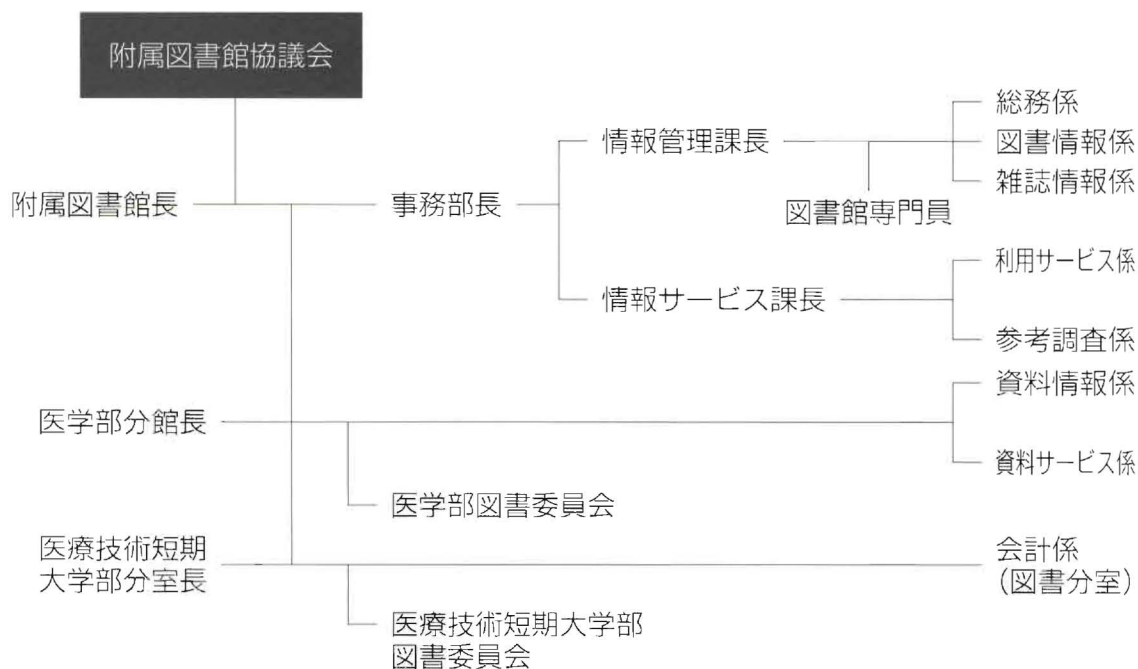 附属図書館協議会
附属図書館長
事務部長
情報管理課長
図書館専門員
総務係
図書情報係
雑誌情報係
情報サービス課長
利用サービス係
参考調査係
医学部分館長
資料情報係
資料サービス係
医学部図書委員会
医療技術短期
大学部分室長
会計係
(図書分室)
医療技術短期大学部
図書委員会